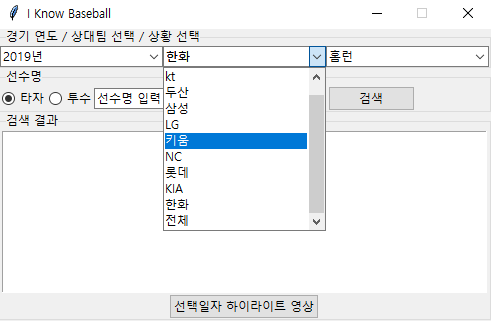 I Know Baseball
경기 연도 / 상대팀 선택 / 상황 선택
2019년 한화 홈런
선수명
타자 투수 선수명 입력 검색
검색 결과
kt
두산
삼성
LG
키움
NC
롯데
KIA
한화
전체
선택일자 하이라이트 영상